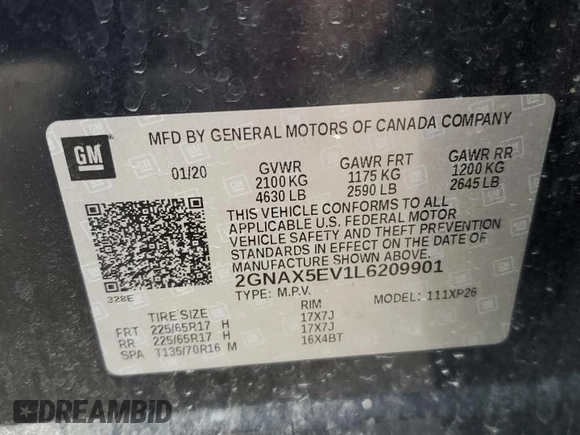 GM
MFD BY GENERAL MOTORS OF CANADA COMPANY
01/20 GVWR GAWR FRT GAWR RR
2100 KG 1175 KG 1200 KG
4630 LB 2590 LB 2645 LB
THIS VEHICLE CONFORMS TO ALL
APPLICABLE U.S. FEDERAL MOTOR
VEHICLE SAFETY AND THEFT PREVENTION
STANDARDS IN EFFECT ON THE DATE OF
MANUFACTURE SHOWN ABOVE.
328E 2GNAX5EV1L6209901
TYPE: M.P.V. MODEL: 111XP26
TIRE SIZE RIM
FRT 225/65R17 H 17X7J
RR 225/65R17 H 17X7J
SPA T135/70R16 M 16X4BT
DREAMBID